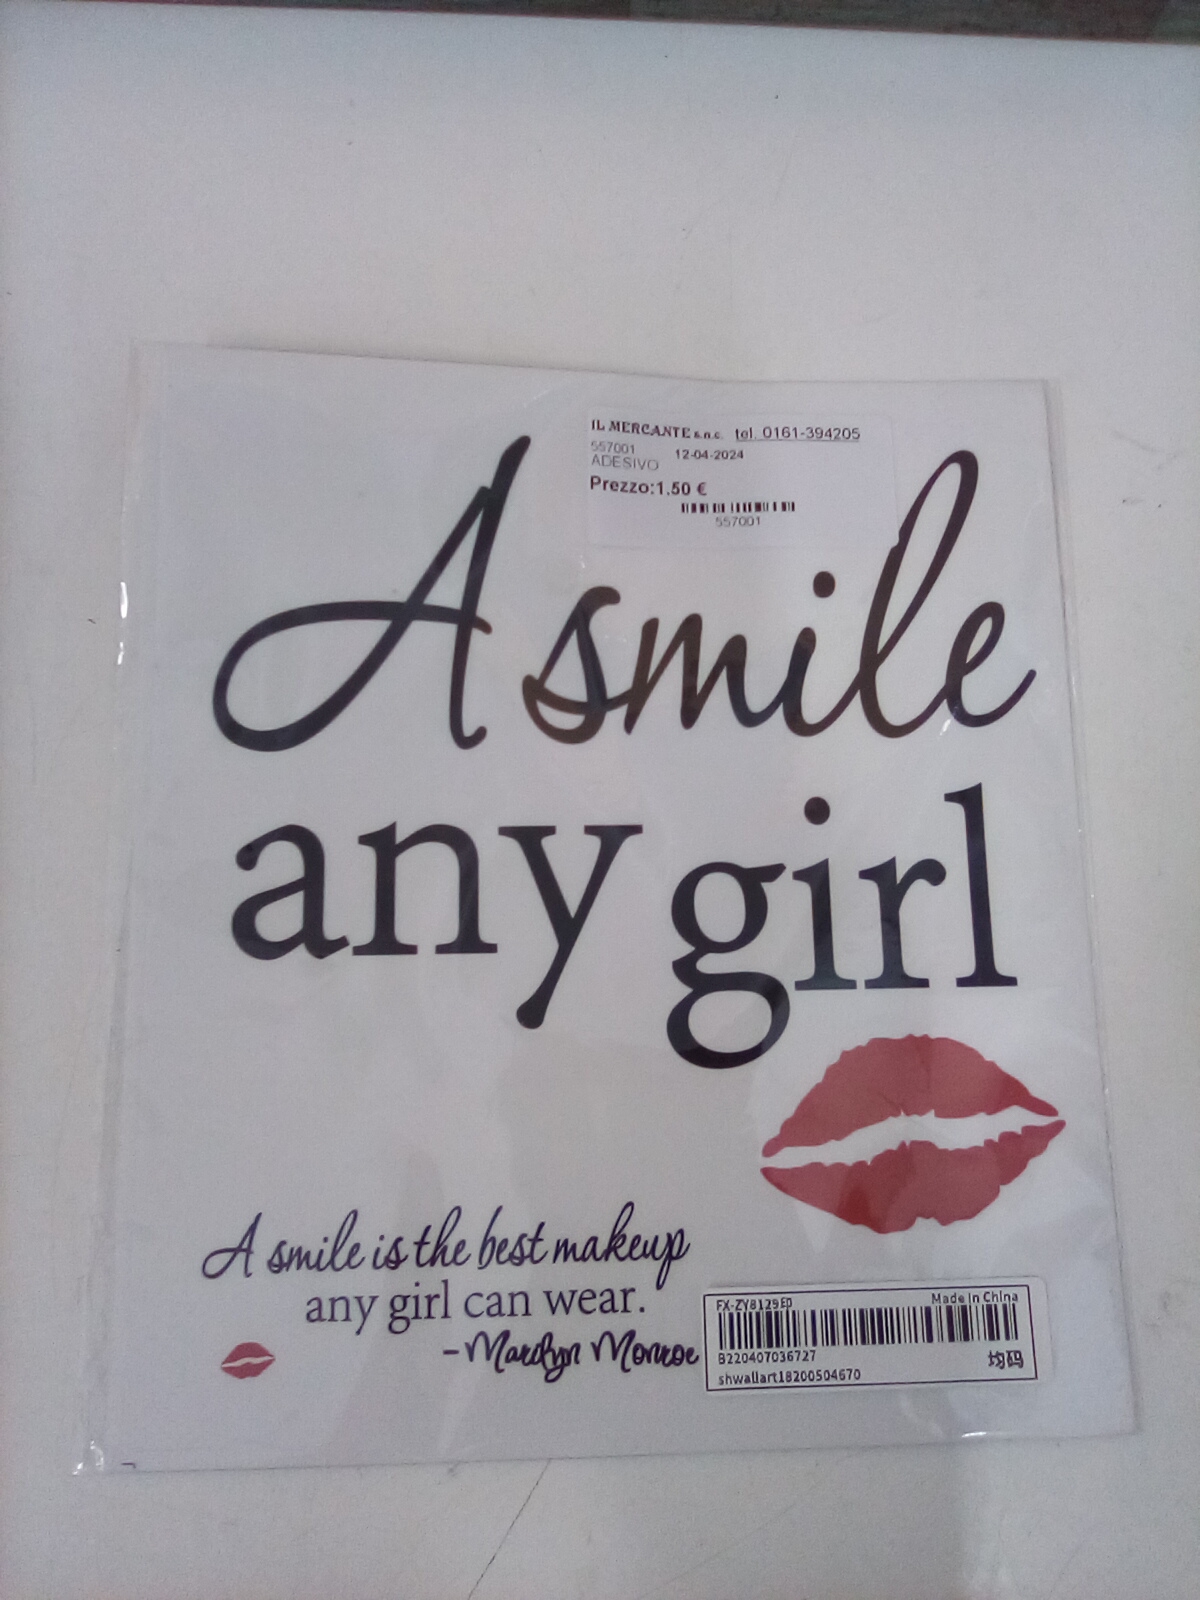 IL MERCANTE s.n.c. tel. 0161-394205
557001 12-04-2024
ADESIVO
Prezzo:1.50 €
557001
A smile
any girl
A smile is the best makeup
any girl can wear.
-Marilyn Monroe
FX-ZY8129ED Made In China
B220407036727
均码
shwallart18200504670